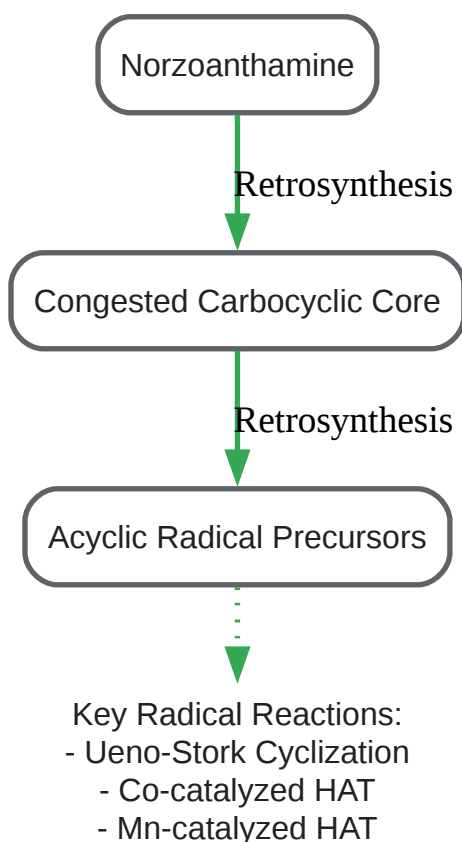 Norzoanthamine
Retrosynthesis
Congested Carbocyclic Core
Retrosynthesis
Acyclic Radical Precursors
Key Radical Reactions:
- Ueno-Stork Cyclization
- Co-catalyzed HAT
- Mn-catalyzed HAT